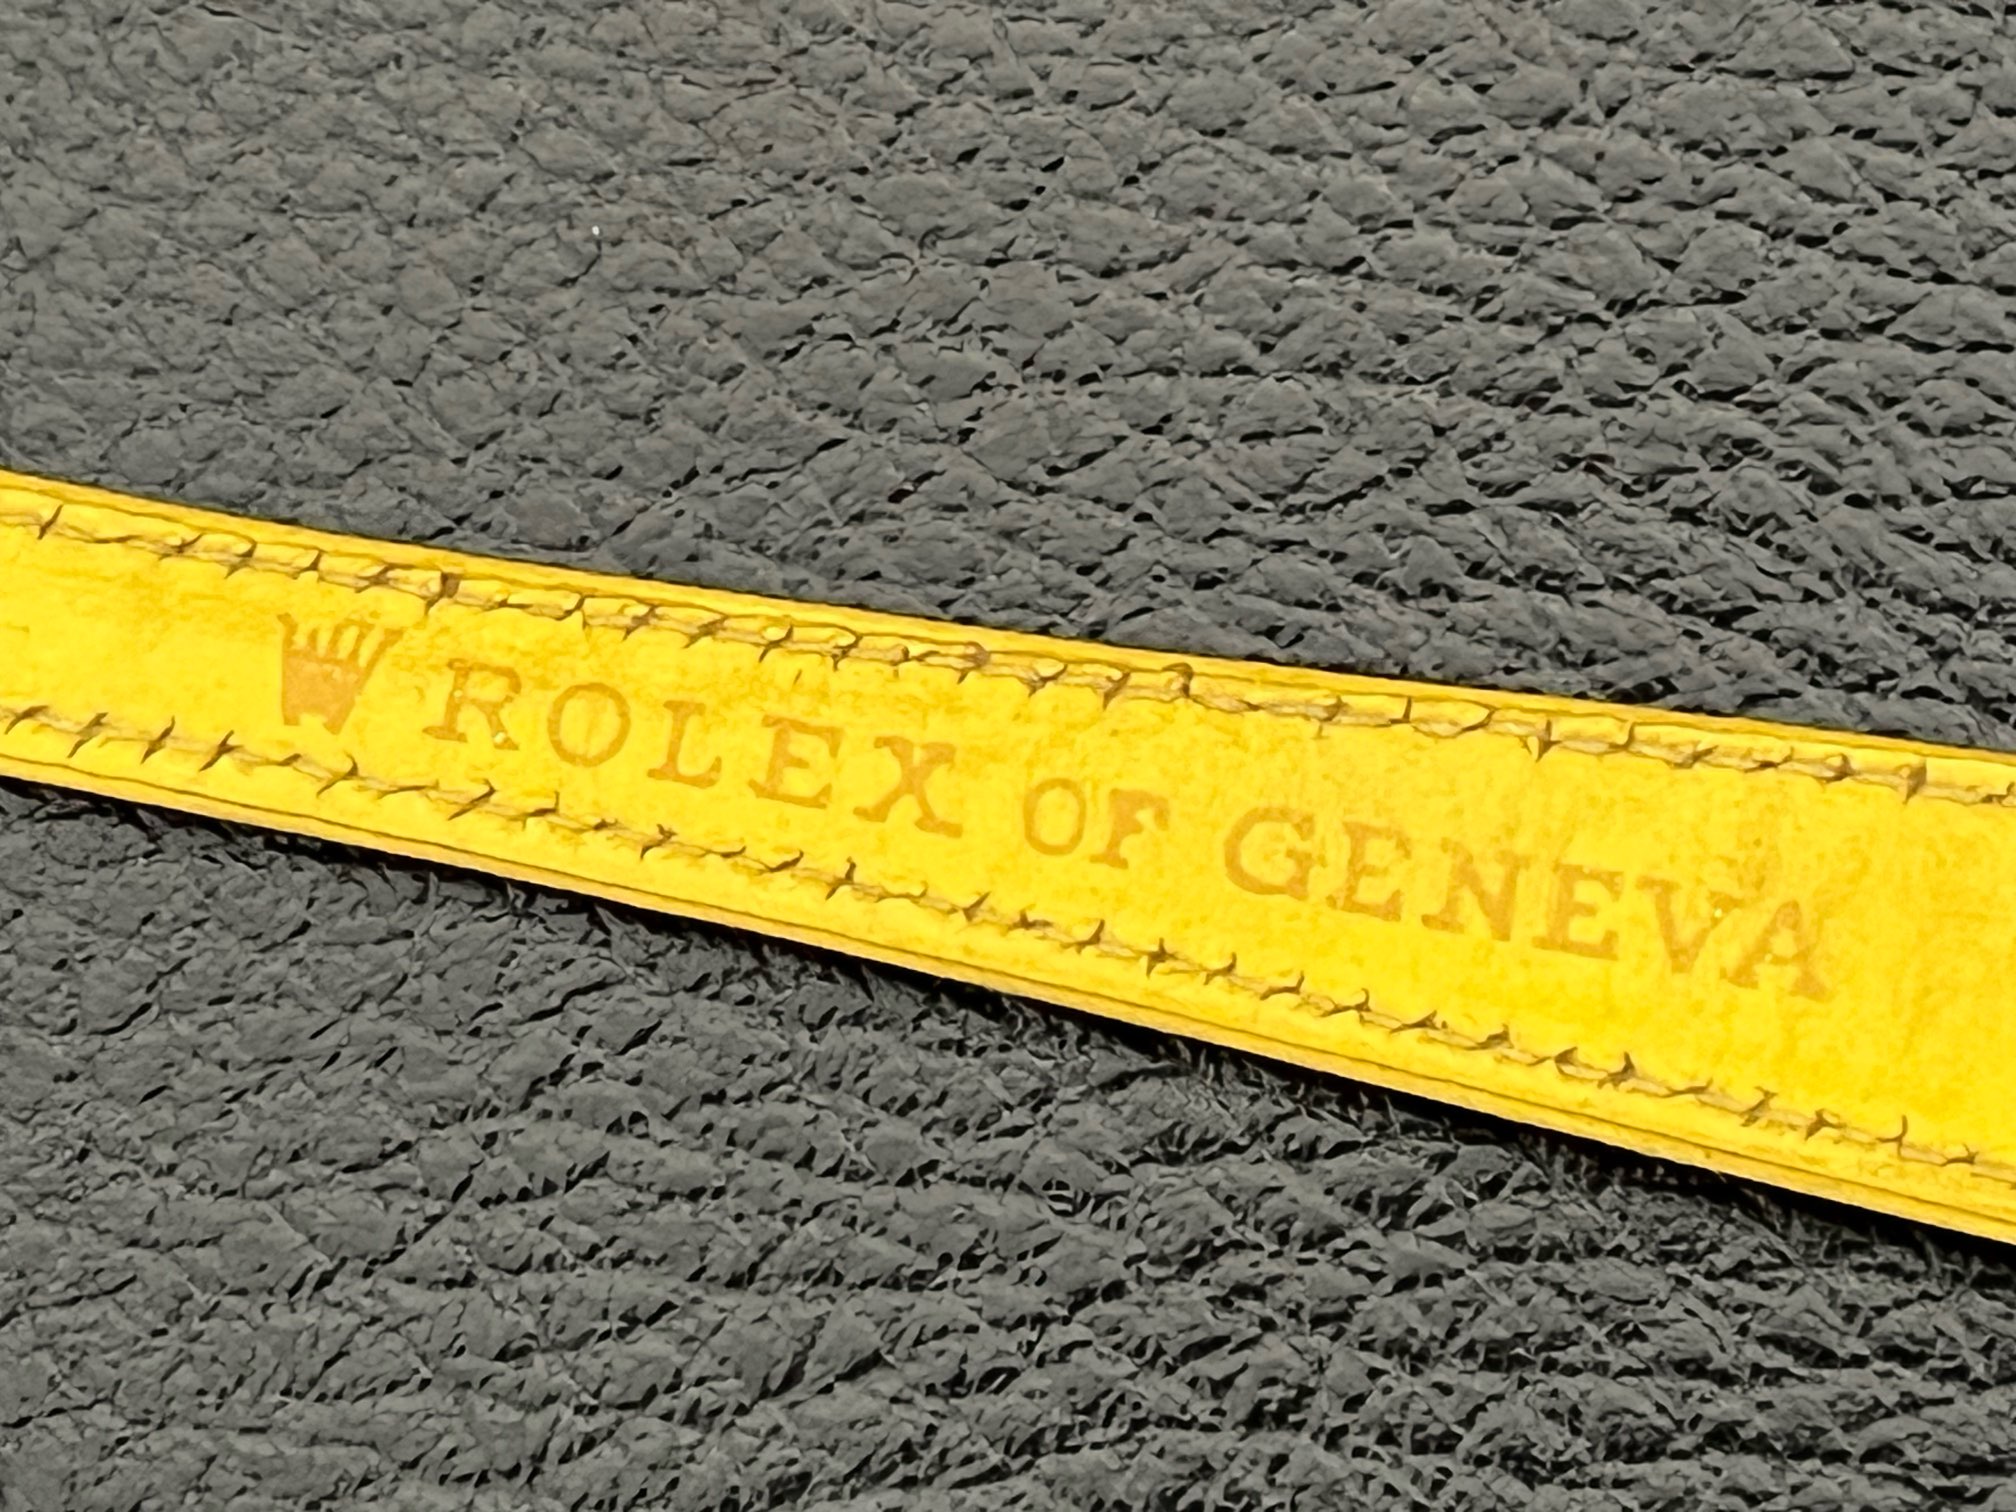 ROLEX OF GENEVA